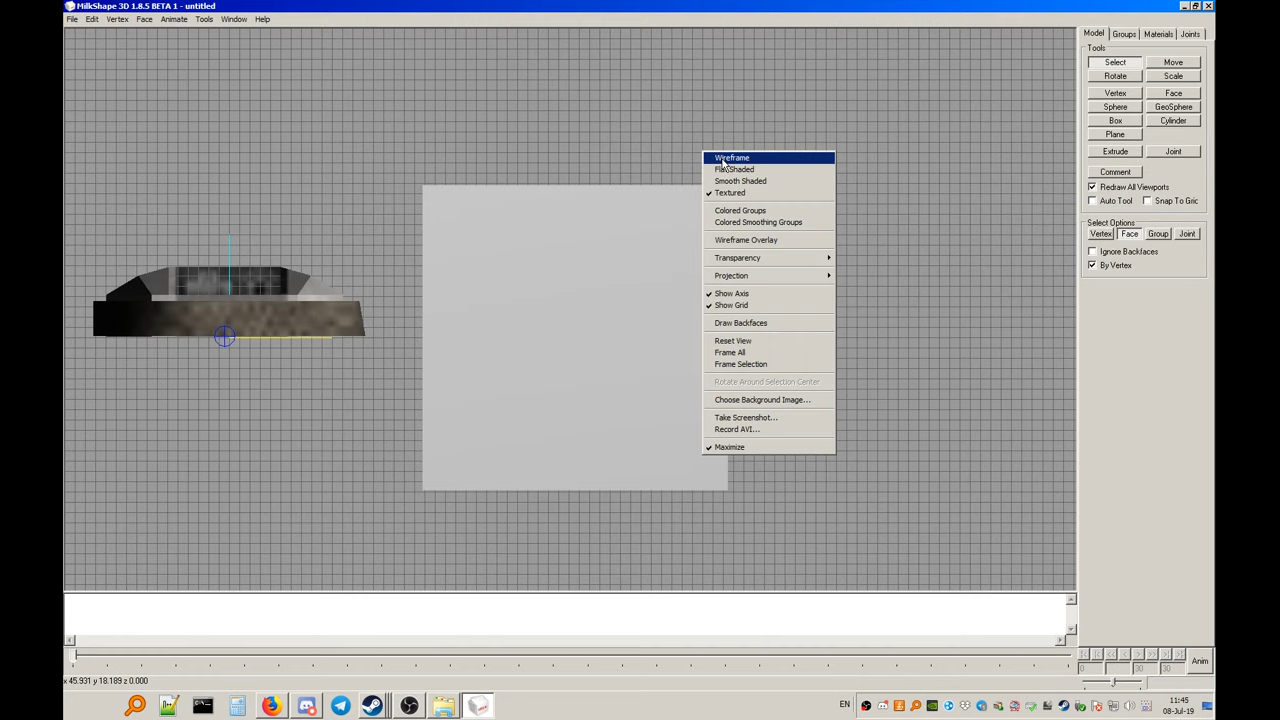 MilkShape 3D 1.8.5 BETA 1 - untitled
File Edit Vertex Face Animate Tools Window Help
Model Groups Materials Joints
Tools
Select Move
Rotate Scale
Vertex Face
Sphere GeoSphere
Box Cylinder
Plane
Extrude Joint
Comment
Redraw All Viewports
Auto Tool Snap To Gric
Select Options
Vertex Face Group Joint
Ignore Backfaces
By Vertex
Wireframe
Flat Shaded
Smooth Shaded
Textured
Colored Groups
Colored Smoothing Groups
Wireframe Overlay
Transparency
Projection
Show Axis
Show Grid
Draw Backfaces
Reset View
Frame All
Frame Selection
Rotate Around Selection Center
Choose Background Image...
Take Screenshot...
Record AVI...
Maximize
Anim
0 1 30 30
x 45.931 y 18.189 z 0.000
EN
11:45
08-Jul-19